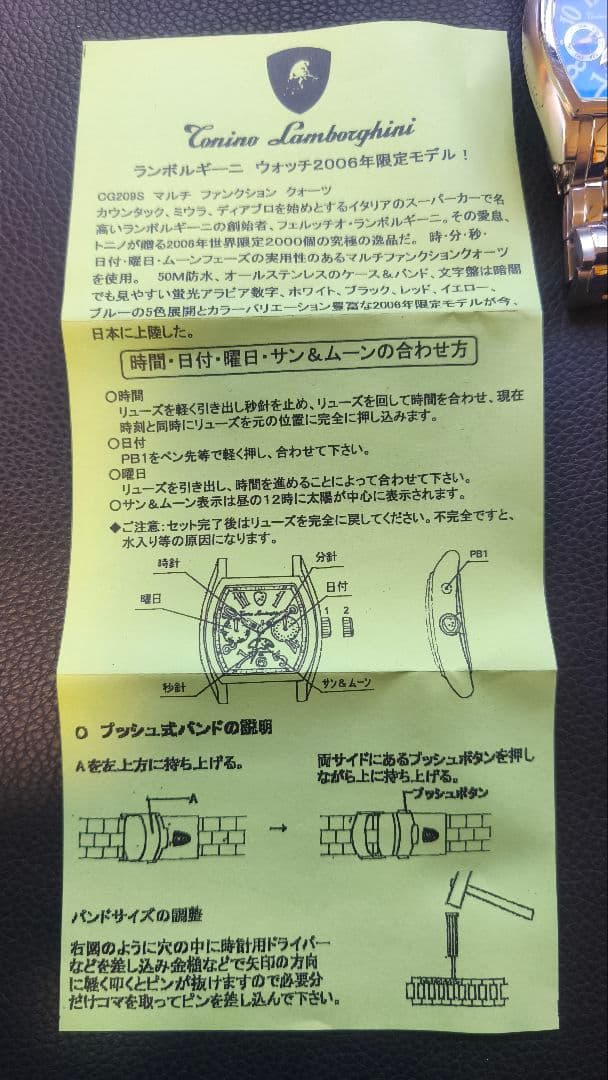 Tonino Lamborghini
ランボルギーニ ウォッチ2006年限定モデル！
CG209S マルチ ファンクション クォーツ
カウンタック、ミウラ、ディアブロを始めとするイタリアのスーパーカーで名
高いランボルギーニの創始者、フェルッチオ・ランボルギーニ。その愛息、
トニノが贈る2006年世界限定2000個の究極の逸品だ。 時・分・秒・
日付・曜日・ムーンフェーズの実用性のあるマルチファンクションクォーツ
を使用。 50M防水、オールステンレスのケース＆バンド、文字盤は暗闇
でも見やすい蛍光アラビア数字、ホワイト、ブラック、レッド、イエロー、
ブルーの5色展開とカラーバリエーション豊富な2006年限定モデルが今、
日本に上陸した。
時間・日付・曜日・サン＆ムーンの合わせ方
○時間
リューズを軽く引き出し秒針を止め、リューズを回して時間を合わせ、現在
時刻と同時にリューズを元の位置に完全に押し込みます。
○日付
PB1をペン先等で軽く押し、合わせて下さい。
○曜日
リューズを引き出し、時間を進めることによって合わせて下さい。
○サン＆ムーン表示は昼の12時に太陽が中心に表示されます。
◆ご注意：セット完了後はリューズを完全に戻してください。不完全ですと、
水入り等の原因になります。
時針
分針
PB1
曜日
日付
1 2
秒針
サン＆ムーン
○ プッシュ式バンドの説明
Aを左上方に持ち上げる。
両サイドにあるプッシュボタンを押し
ながら上に持ち上げる。
A
プッシュボタン
→
バンドサイズの調整
右図のように穴の中に時計用ドライバー
などを差し込み金槌などで矢印の方向
に軽く叩くとピンが抜けますので必要分
だけコマを取ってピンを差し込んで下さい。